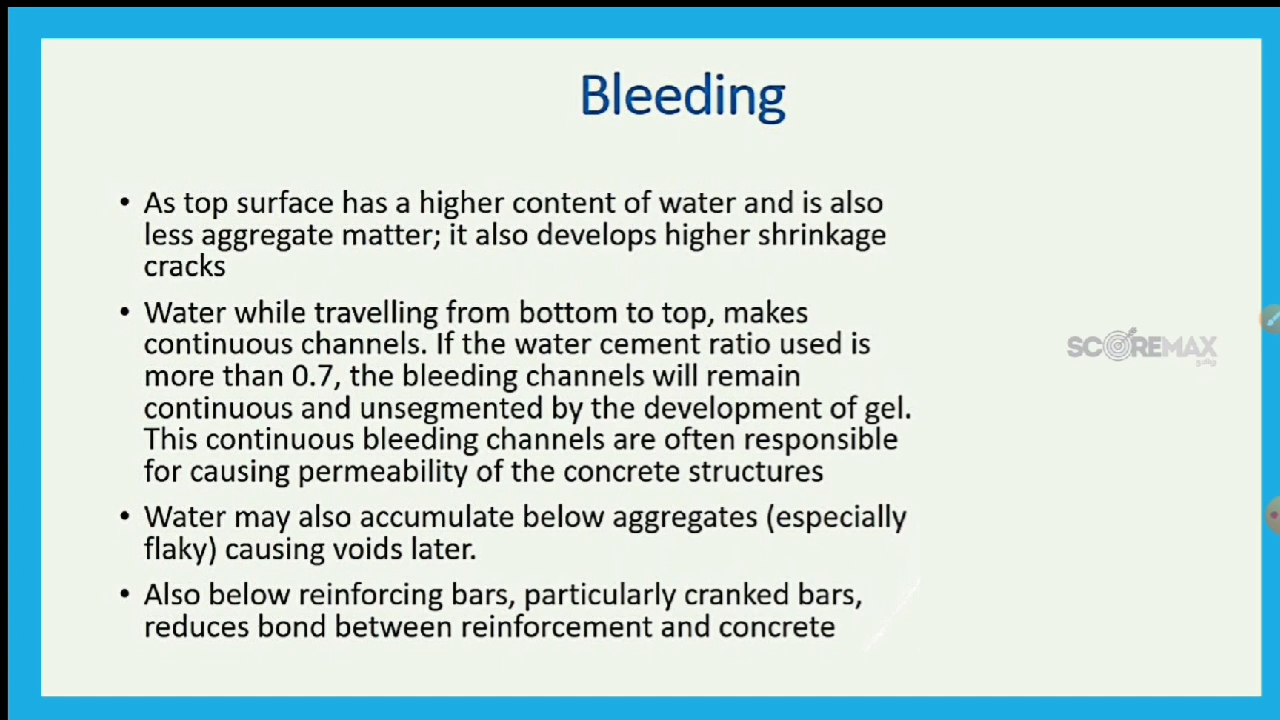 Bleeding
• As top surface has a higher content of water and is also
less aggregate matter; it also develops higher shrinkage
cracks
• Water while travelling from bottom to top, makes
continuous channels. If the water cement ratio used is
more than 0.7, the bleeding channels will remain
continuous and unsegmented by the development of gel.
This continuous bleeding channels are often responsible
for causing permeability of the concrete structures
• Water may also accumulate below aggregates (especially
flaky) causing voids later.
• Also below reinforcing bars, particularly cranked bars,
reduces bond between reinforcement and concrete
SCOREMAX
தமிழ்